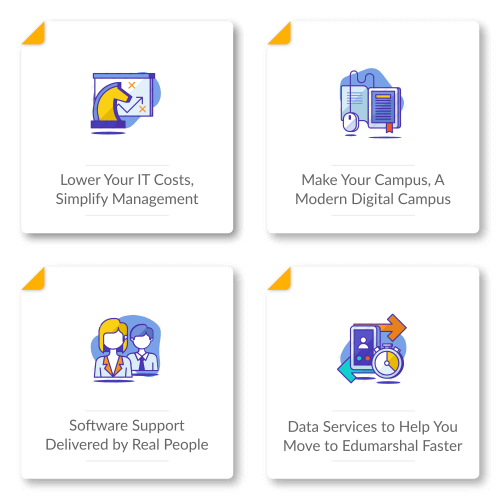 Lower Your IT Costs,
Simplify Management
Make Your Campus, A
Modern Digital Campus
Software Support
Delivered by Real People
Data Services to Help You
Move to Edumarshal Faster